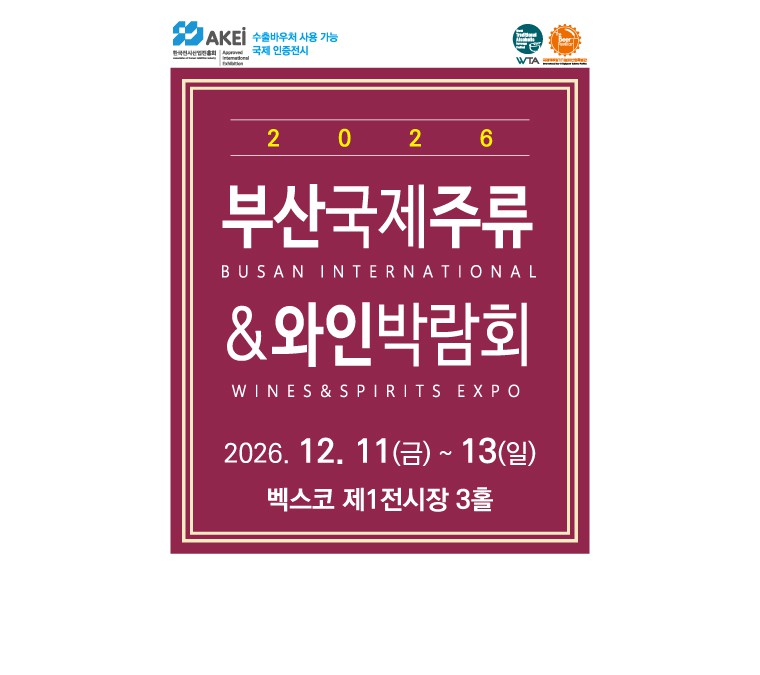 AKEi
한국전시산업진흥회
Approved
International
Exhibition
수출바우처 사용 가능
국제 인증전시
WTA
2 0 2 6
부산국제주류
BUSAN INTERNATIONAL
&와인박람회
WINES&SPIRITS EXPO
2026. 12. 11(금) ~ 13(일)
벡스코 제1전시장 3홀